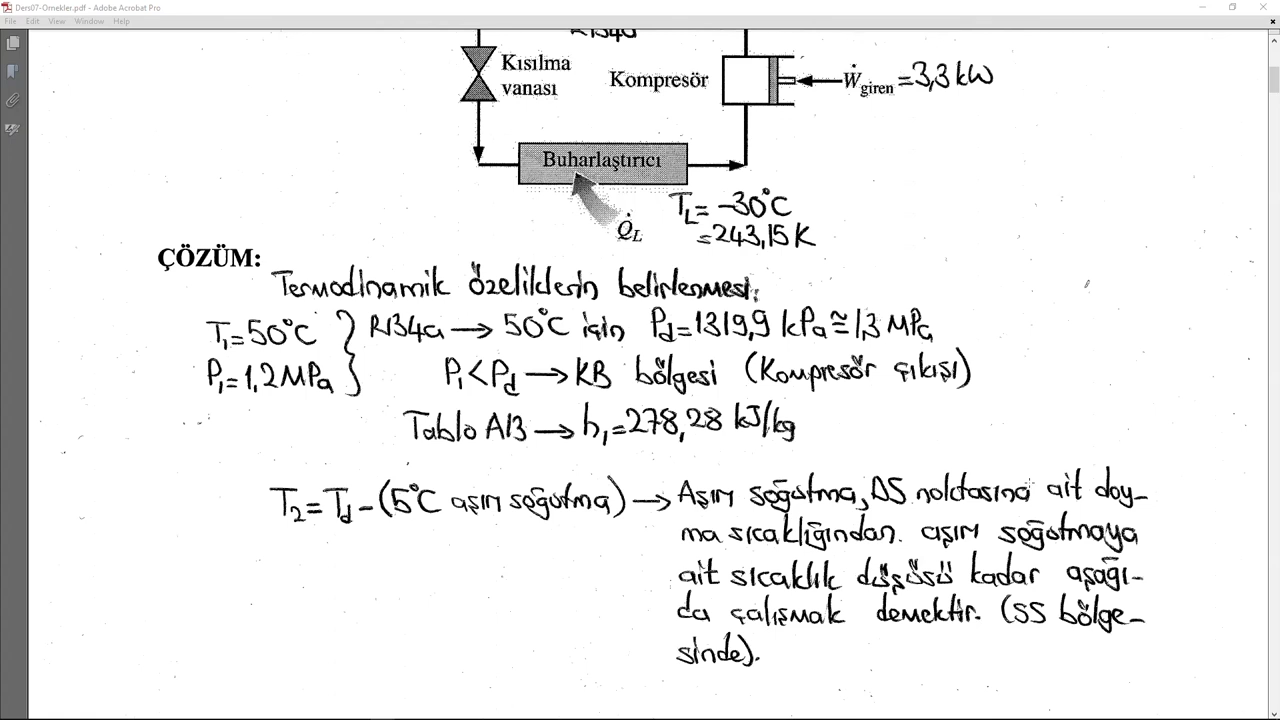 Ders07-Ornekler.pdf - Adobe Acrobat Pro
File Edit View Window Help
R134a
Kısılma
vanası
Kompresör
Ẇgiren = 3,3 kW
Buharlaştırıcı
Q̇L
TL = -30°C
= 243,15 K
ÇÖZÜM:
Termodinamik özeliklerin belirlenmesi;
T1 = 50°C } R134a → 50°C için Pd = 1319,9 kPa ≅ 1,3 MPa
P1 = 1,2 MPa P1 < Pd → KB bölgesi (Kompresör çıkışı)
Tablo A13 → h1 = 278,28 kJ/kg
T2 = Td - (5°C aşırı soğutma) → Aşırı soğutma, DS noktasına ait doy-
ma sıcaklığından aşırı soğutmaya
ait sıcaklık düşüşü kadar aşağı-
da çalışmak demektir. (SS bölge-
sinde).